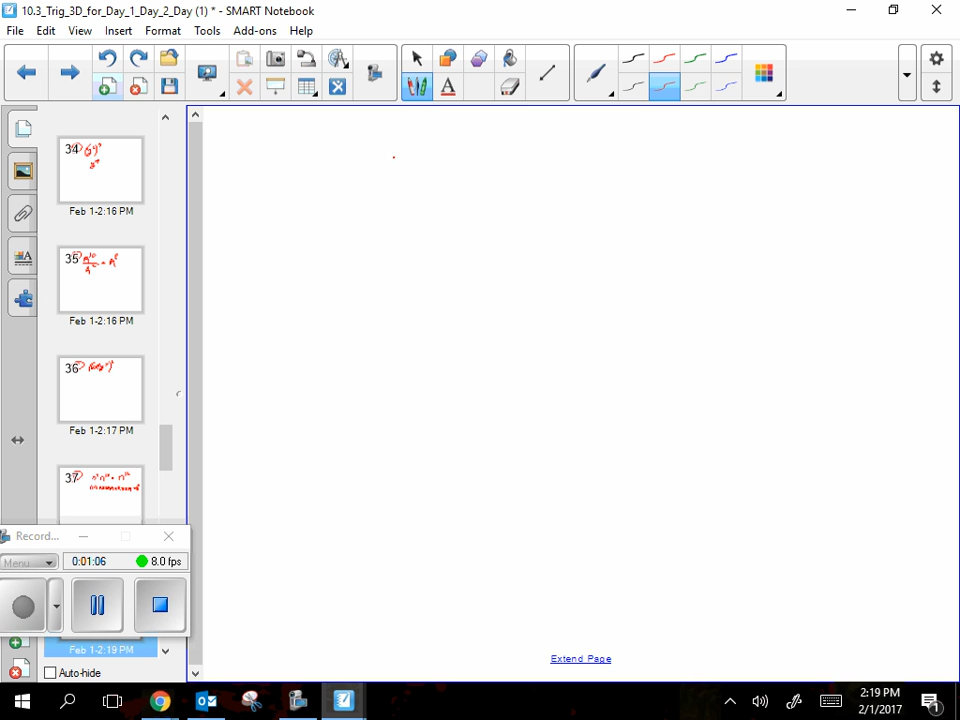 10.3_Trig_3D_for_Day_1_Day_2_Day (1) * - SMART Notebook
File Edit View Insert Format Tools Add-ons Help
34
Feb 1-2:16 PM
35
Feb 1-2:16 PM
36
Feb 1-2:17 PM
37
Record...
Menu 0:01:06 8.0 fps
Feb 1-2:19 PM
Auto-hide
Extend Page
2:19 PM
2/1/2017
1